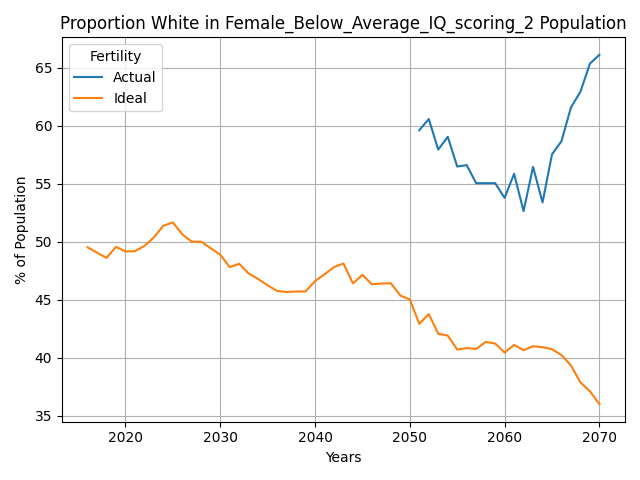 Proportion White in Female_Below_Average_IQ_scoring_2 Population
Fertility
Actual
Ideal
% of Population
65
60
55
50
45
40
35
2020 2030 2040 2050 2060 2070
Years